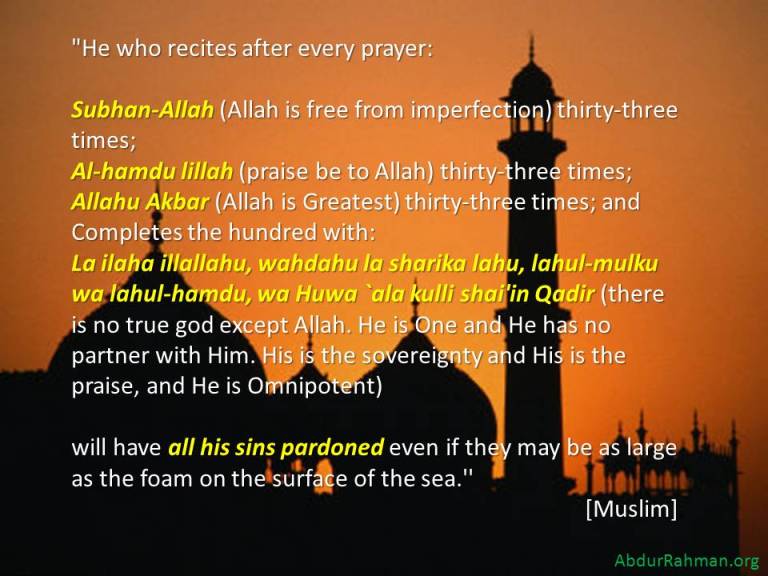 "He who recites after every prayer:
Subhan-Allah (Allah is free from imperfection) thirty-three
times;
Al-hamdu lillah (praise be to Allah) thirty-three times;
Allahu Akbar (Allah is Greatest) thirty-three times; and
Completes the hundred with:
La ilaha illallahu, wahdahu la sharika lahu, lahul-mulku
wa lahul-hamdu, wa Huwa `ala kulli shai'in Qadir (there
is no true god except Allah. He is One and He has no
partner with Him. His is the sovereignty and His is the
praise, and He is Omnipotent)
will have all his sins pardoned even if they may be as large
as the foam on the surface of the sea.''
[Muslim]
AbdurRahman.org